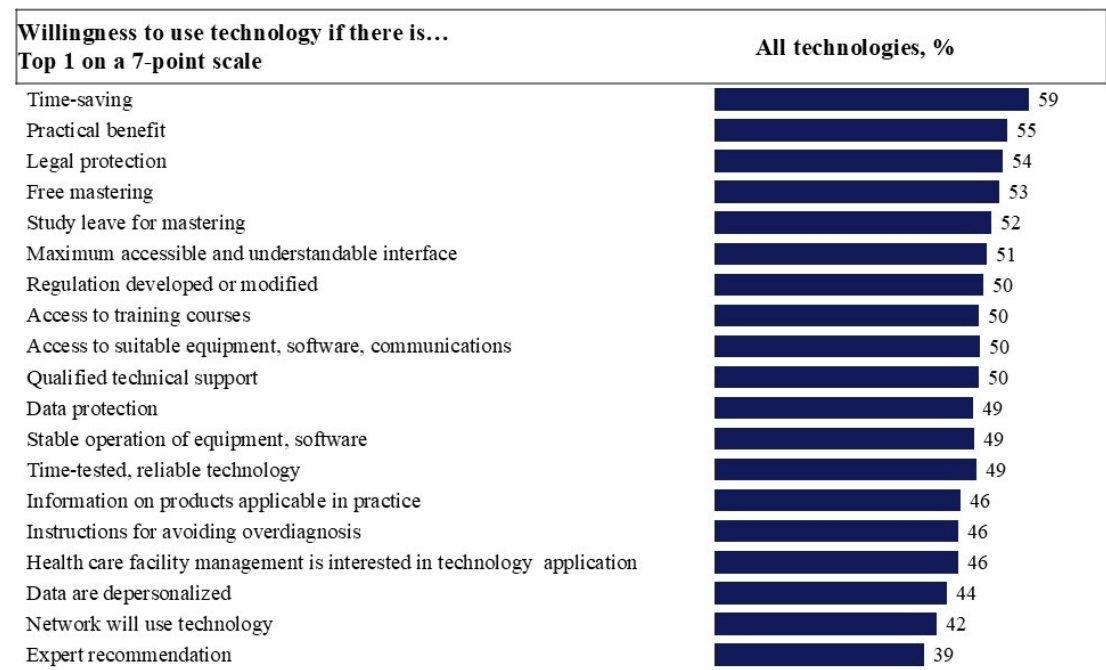 Willingness to use technology if there is…
Top 1 on a 7-point scale
All technologies, %
Time-saving 59
Practical benefit 55
Legal protection 54
Free mastering 53
Study leave for mastering 52
Maximum accessible and understandable interface 51
Regulation developed or modified 50
Access to training courses 50
Access to suitable equipment, software, communications 50
Qualified technical support 50
Data protection 49
Stable operation of equipment, software 49
Time-tested, reliable technology 49
Information on products applicable in practice 46
Instructions for avoiding overdiagnosis 46
Health care facility management is interested in technology application 46
Data are depersonalized 44
Network will use technology 42
Expert recommendation 39